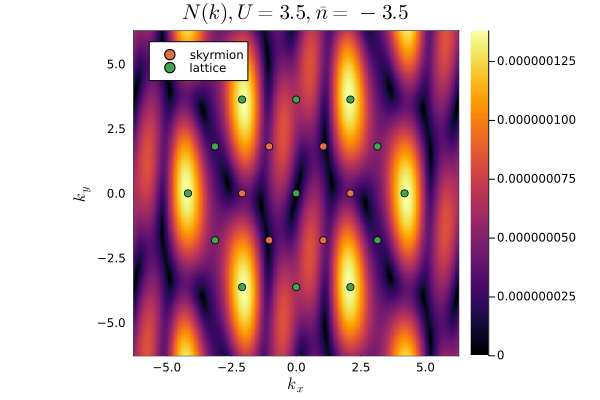 N(k), U = 3.5, n̄ = − 3.5
skyrmion
lattice
5.0
2.5
0.0
−2.5
−5.0
k_y
−5.0 −2.5 0.0 2.5 5.0
k_x
0.000000125
0.000000100
0.000000075
0.000000050
0.000000025
0